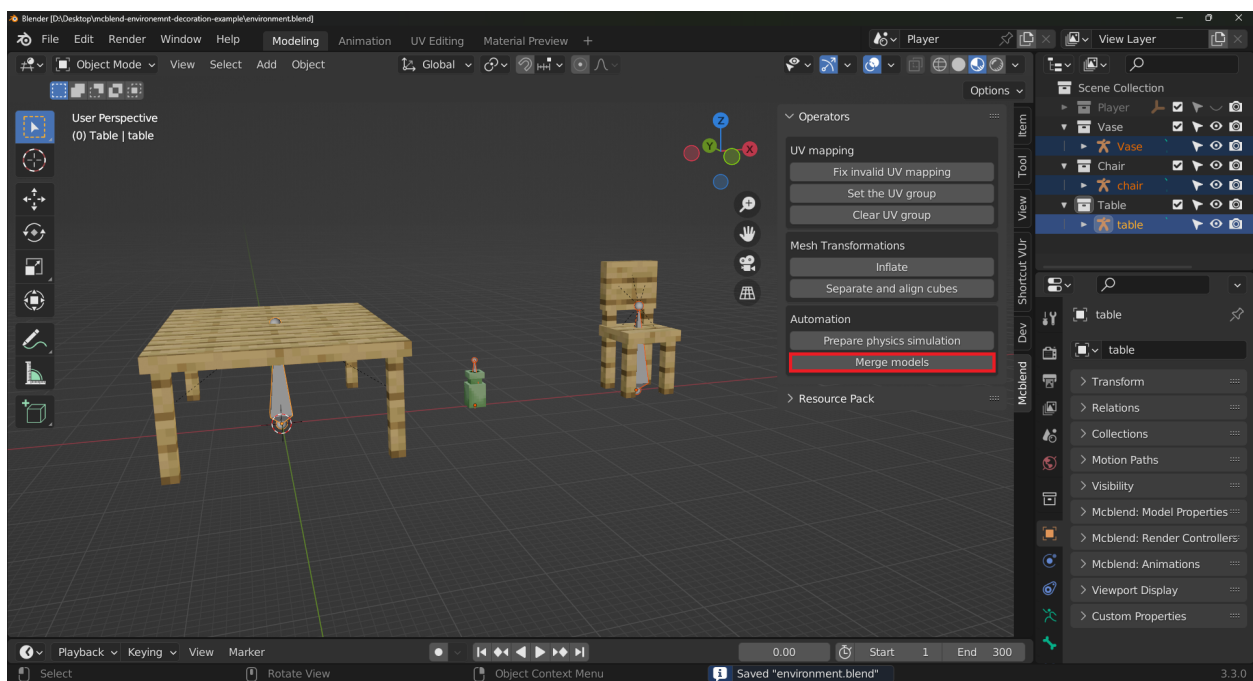 Blender [D:\Desktop\mcblend-environemnt-decoration-example\environment.blend]
File Edit Render Window Help Modeling Animation UV Editing Material Preview + Player View Layer
Object Mode View Select Add Object Global
Options
User Perspective
(0) Table | table
Z
Y
X
Operators
UV mapping
Fix invalid UV mapping
Set the UV group
Clear UV group
Mesh Transformations
Inflate
Separate and align cubes
Automation
Prepare physics simulation
Merge models
Resource Pack
Item
Tool
View
Shortcut VUr
Dev
Mcblend
Scene Collection
Player
Vase
Vase
Chair
chair
Table
table
table
table
Transform
Relations
Collections
Motion Paths
Visibility
Mcblend: Model Properties
Mcblend: Render Controllers
Mcblend: Animations
Viewport Display
Custom Properties
Playback Keying View Marker 0.00 Start 1 End 300
Select Rotate View Object Context Menu Saved "environment.blend" 3.3.0